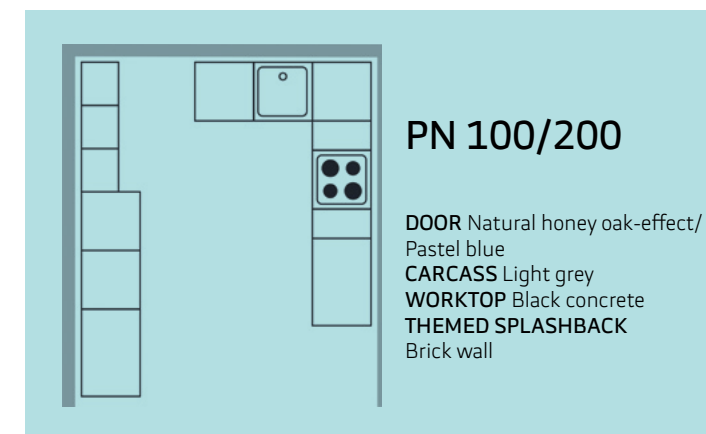 PN 100/200
DOOR Natural honey oak-effect/
Pastel blue
CARCASS Light grey
WORKTOP Black concrete
THEMED SPLASHBACK
Brick wall